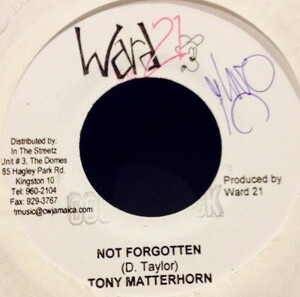 Ward 21
Distributed by:
In The Streetz
Unit # 3, The Domes
85 Hagley Park Rd.
Kingston 10
Tel: 960-2104
Fax: 929-3767
tmusic@cwjamaica.com
Produced by
Ward 21
NOT FORGOTTEN
(D. Taylor)
TONY MATTERHORN